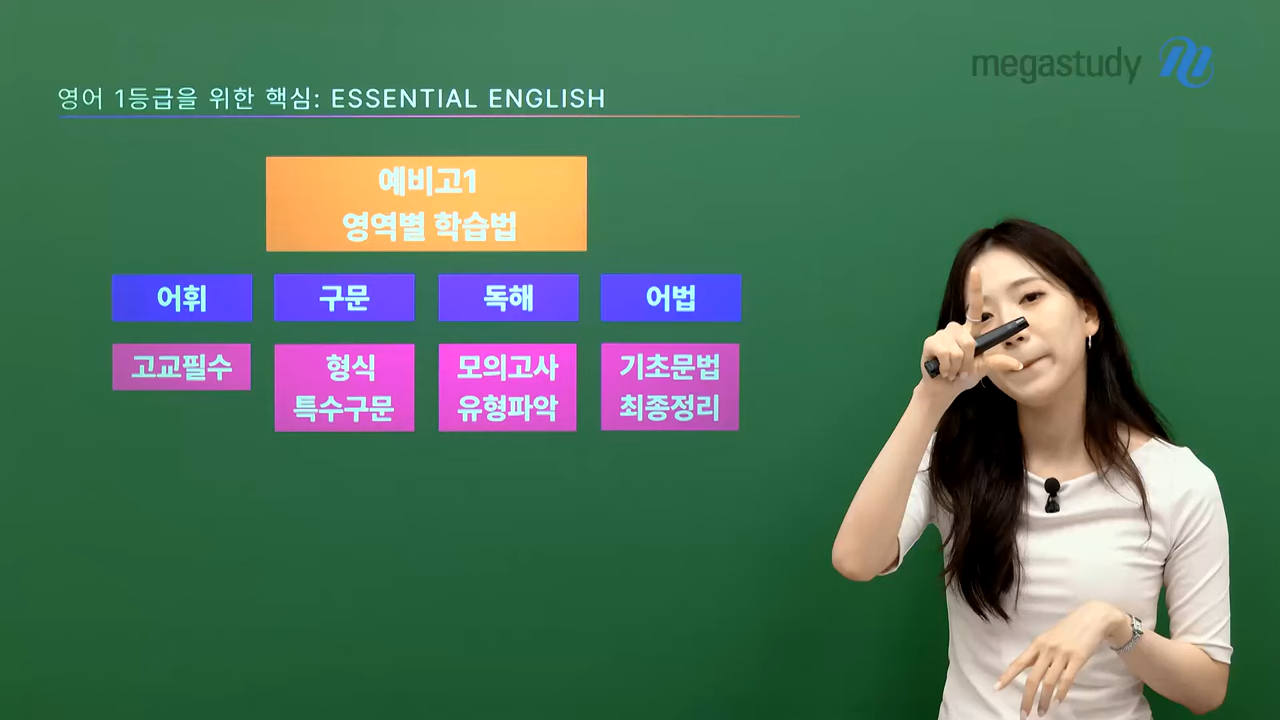 megastudy
영어 1등급을 위한 핵심: ESSENTIAL ENGLISH
예비고1
영역별 학습법
어휘
구문
독해
어법
고교필수
형식
특수구문
모의고사
유형파악
기초문법
최종정리